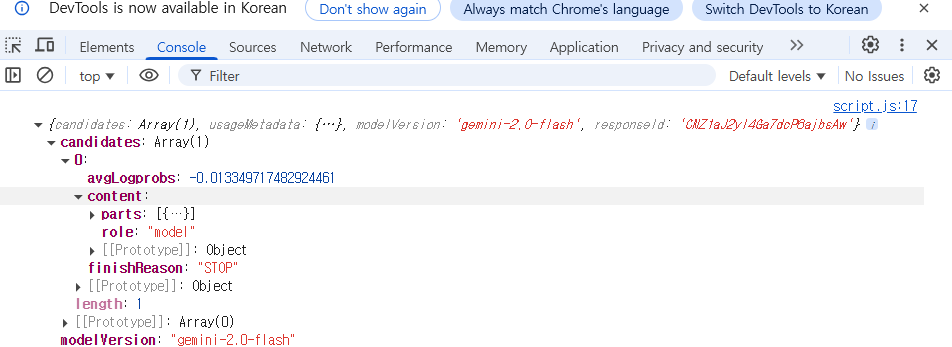 DevTools is now available in Korean Don't show again Always match Chrome's language Switch DevTools to Korean
Elements Console Sources Network Performance Memory Application Privacy and security
top Filter Default levels No Issues
script.js:17
{candidates: Array(1), usageMetadata: {…}, modelVersion: 'gemini-2.0-flash', responseId: 'CNZ1aJ2yI4Ga7dcP6ajbsAw'}
candidates: Array(1)
0:
avgLogprobs: -0.013349717482924461
content:
parts: [{…}]
role: "model"
[[Prototype]]: Object
finishReason: "STOP"
[[Prototype]]: Object
length: 1
[[Prototype]]: Array(0)
modelVersion: "gemini-2.0-flash"